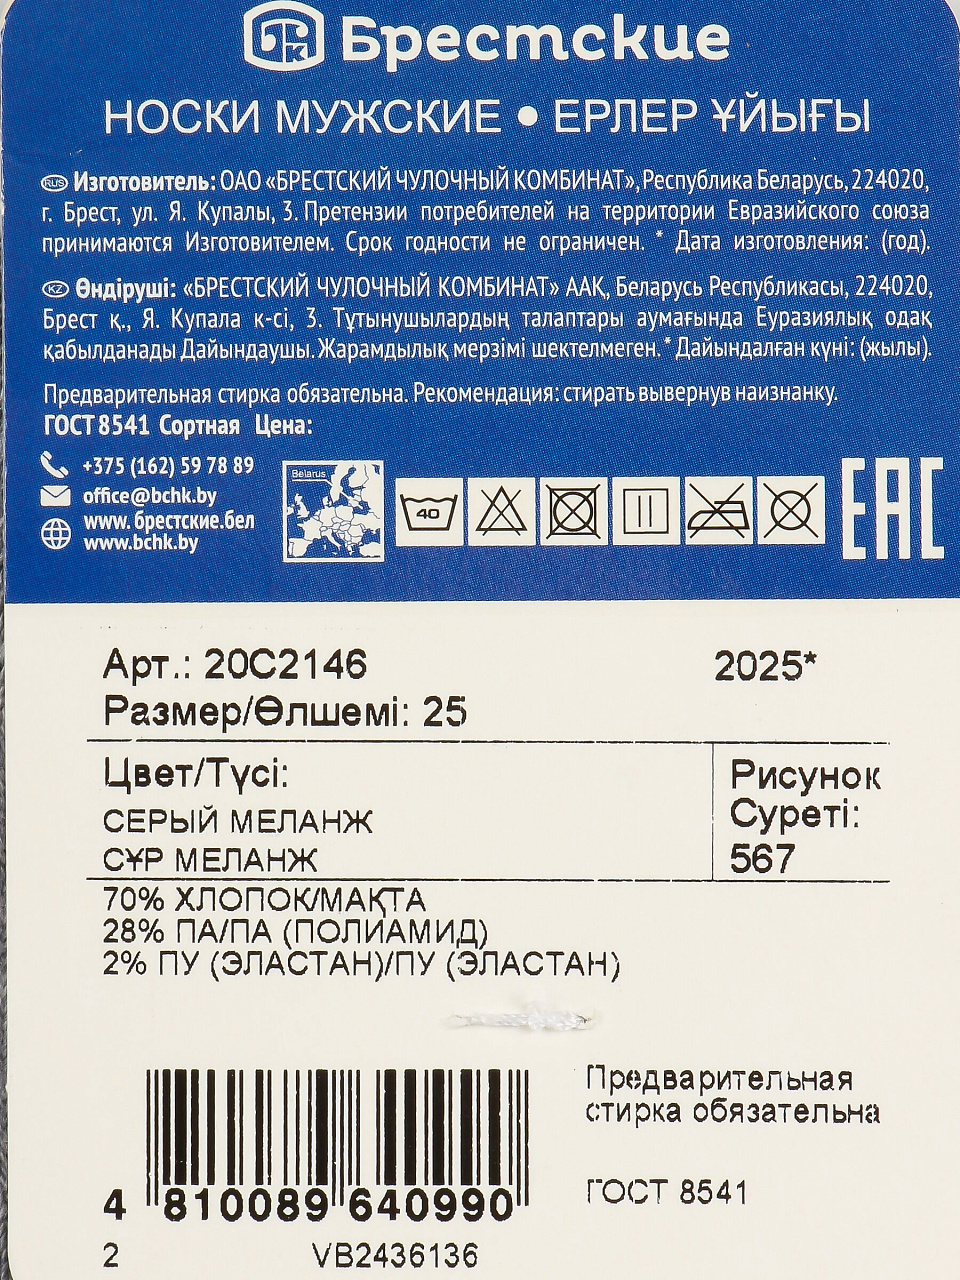 БЧК Брестские
НОСКИ МУЖСКИЕ • ЕРЛЕР ҰЙЫҒЫ
RUS Изготовитель: ОАО «БРЕСТСКИЙ ЧУЛОЧНЫЙ КОМБИНАТ», Республика Беларусь, 224020,
г. Брест, ул. Я. Купалы, 3. Претензии потребителей на территории Евразийского союза
принимаются Изготовителем. Срок годности не ограничен. * Дата изготовления: (год).
KZ Өндіруші: «БРЕСТСКИЙ ЧУЛОЧНЫЙ КОМБИНАТ» ААҚ, Беларусь Республикасы, 224020,
Брест қ., Я. Купала к-сі, 3. Тұтынушылардың талаптары аумағында Еуразиялық одақ
қабылданады Дайындаушы. Жарамдылық мерзімі шектелмеген. * Дайындалған күні: (жылы).
Предварительная стирка обязательна. Рекомендация: стирать вывернув наизнанку.
ГОСТ 8541 Сортная Цена:
+375 (162) 59 78 89
office@bchk.by
www. брестские.бел
www.bchk.by
Belarus
40
EAC
Арт.: 20С2146
2025*
Размер/Өлшемі: 25
Цвет/Түсі:
СЕРЫЙ МЕЛАНЖ
СҰР МЕЛАНЖ
Рисунок
Суреті:
567
70% ХЛОПОК/МАҚТА
28% ПА/ПА (ПОЛИАМИД)
2% ПУ (ЭЛАСТАН)/ПУ (ЭЛАСТАН)
Предварительная
стирка обязательна
ГОСТ 8541
4 810089 640990
2 VB2436136